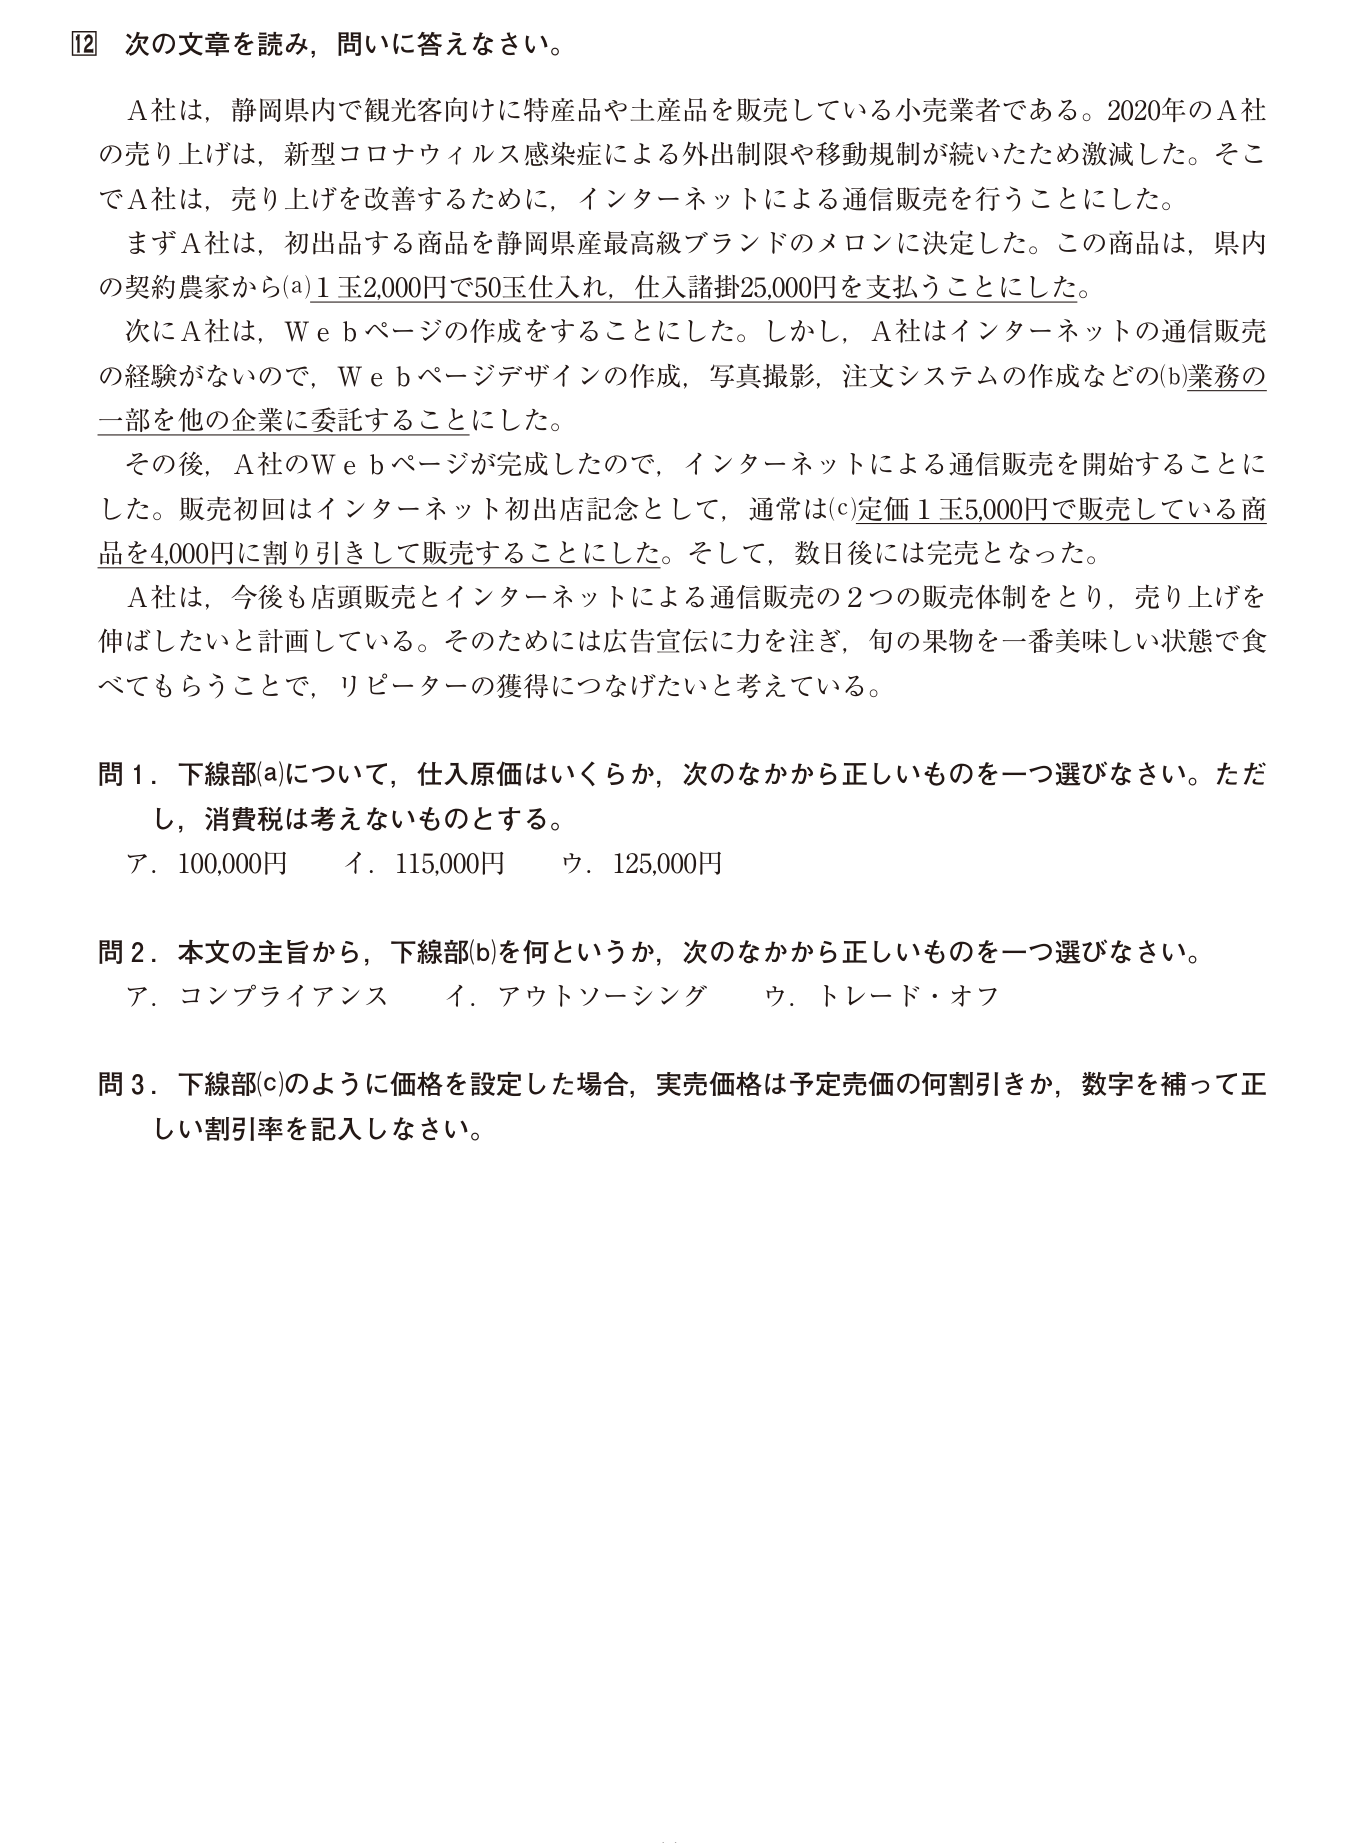 12 次の文章を読み，問いに答えなさい。
Ａ社は，静岡県内で観光客向けに特産品や土産品を販売している小売業者である。2020年のＡ社
の売り上げは，新型コロナウィルス感染症による外出制限や移動規制が続いたため激減した。そこ
でＡ社は，売り上げを改善するために，インターネットによる通信販売を行うことにした。
まずＡ社は，初出品する商品を静岡県産最高級ブランドのメロンに決定した。この商品は，県内
の契約農家から(a)１玉2,000円で50玉仕入れ，仕入諸掛25,000円を支払うことにした。
次にＡ社は，Ｗｅｂページの作成をすることにした。しかし，Ａ社はインターネットの通信販売
の経験がないので，Ｗｅｂページデザインの作成，写真撮影，注文システムの作成などの(b)業務の
一部を他の企業に委託することにした。
その後，Ａ社のＷｅｂページが完成したので，インターネットによる通信販売を開始することに
した。販売初回はインターネット初出店記念として，通常は(c)定価１玉5,000円で販売している商
品を4,000円に割り引きして販売することにした。そして，数日後には完売となった。
Ａ社は，今後も店頭販売とインターネットによる通信販売の２つの販売体制をとり，売り上げを
伸ばしたいと計画している。そのためには広告宣伝に力を注ぎ，旬の果物を一番美味しい状態で食
べてもらうことで，リピーターの獲得につなげたいと考えている。
問１．下線部(a)について，仕入原価はいくらか，次のなかから正しいものを一つ選びなさい。ただ
し，消費税は考えないものとする。
ア．100,000円　　イ．115,000円　　ウ．125,000円
問２．本文の主旨から，下線部(b)を何というか，次のなかから正しいものを一つ選びなさい。
ア．コンプライアンス　　イ．アウトソーシング　　ウ．トレード・オフ
問３．下線部(c)のように価格を設定した場合，実売価格は予定売価の何割引きか，数字を補って正
しい割引率を記入しなさい。